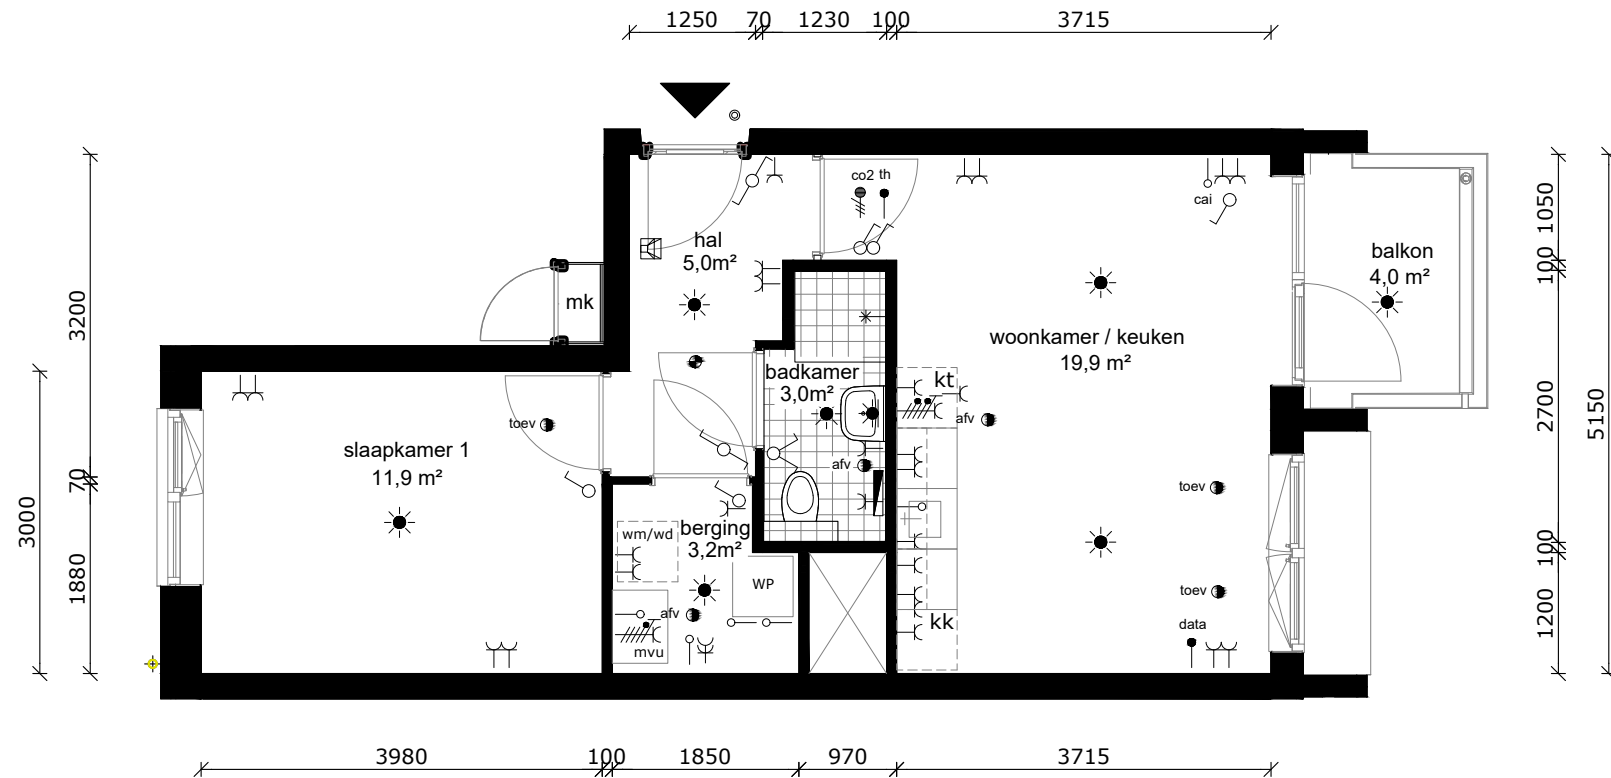 1250 70 1230 100 3715
co2 th
cai
hal
5,0m²
balkon
4,0 m²
mk
woonkamer / keuken
19,9 m²
badkamer
3,0m²
kt
afv
toev
slaapkamer 1
11,9 m²
afv
toev
wm/wd
berging
3,2m²
WP
toev
afv
mvu
kk
data
3200
70
1880
3000
1050
100
2700
100
1200
5150
3980 100 1850 970 3715